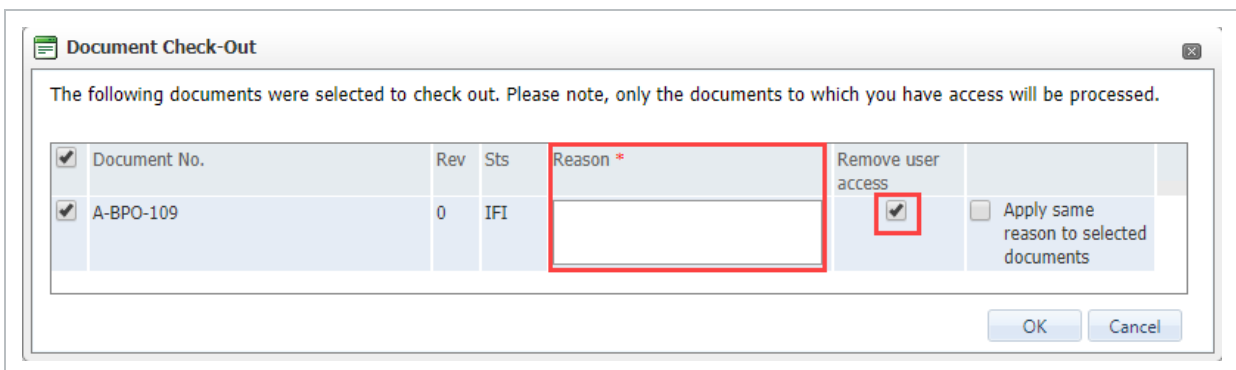 Document Check-Out
The following documents were selected to check out. Please note, only the documents to which you have access will be processed.
Document No. Rev Sts Reason * Remove user
access
A-BPO-109 0 IFI Apply same
reason to selected
documents
OK Cancel